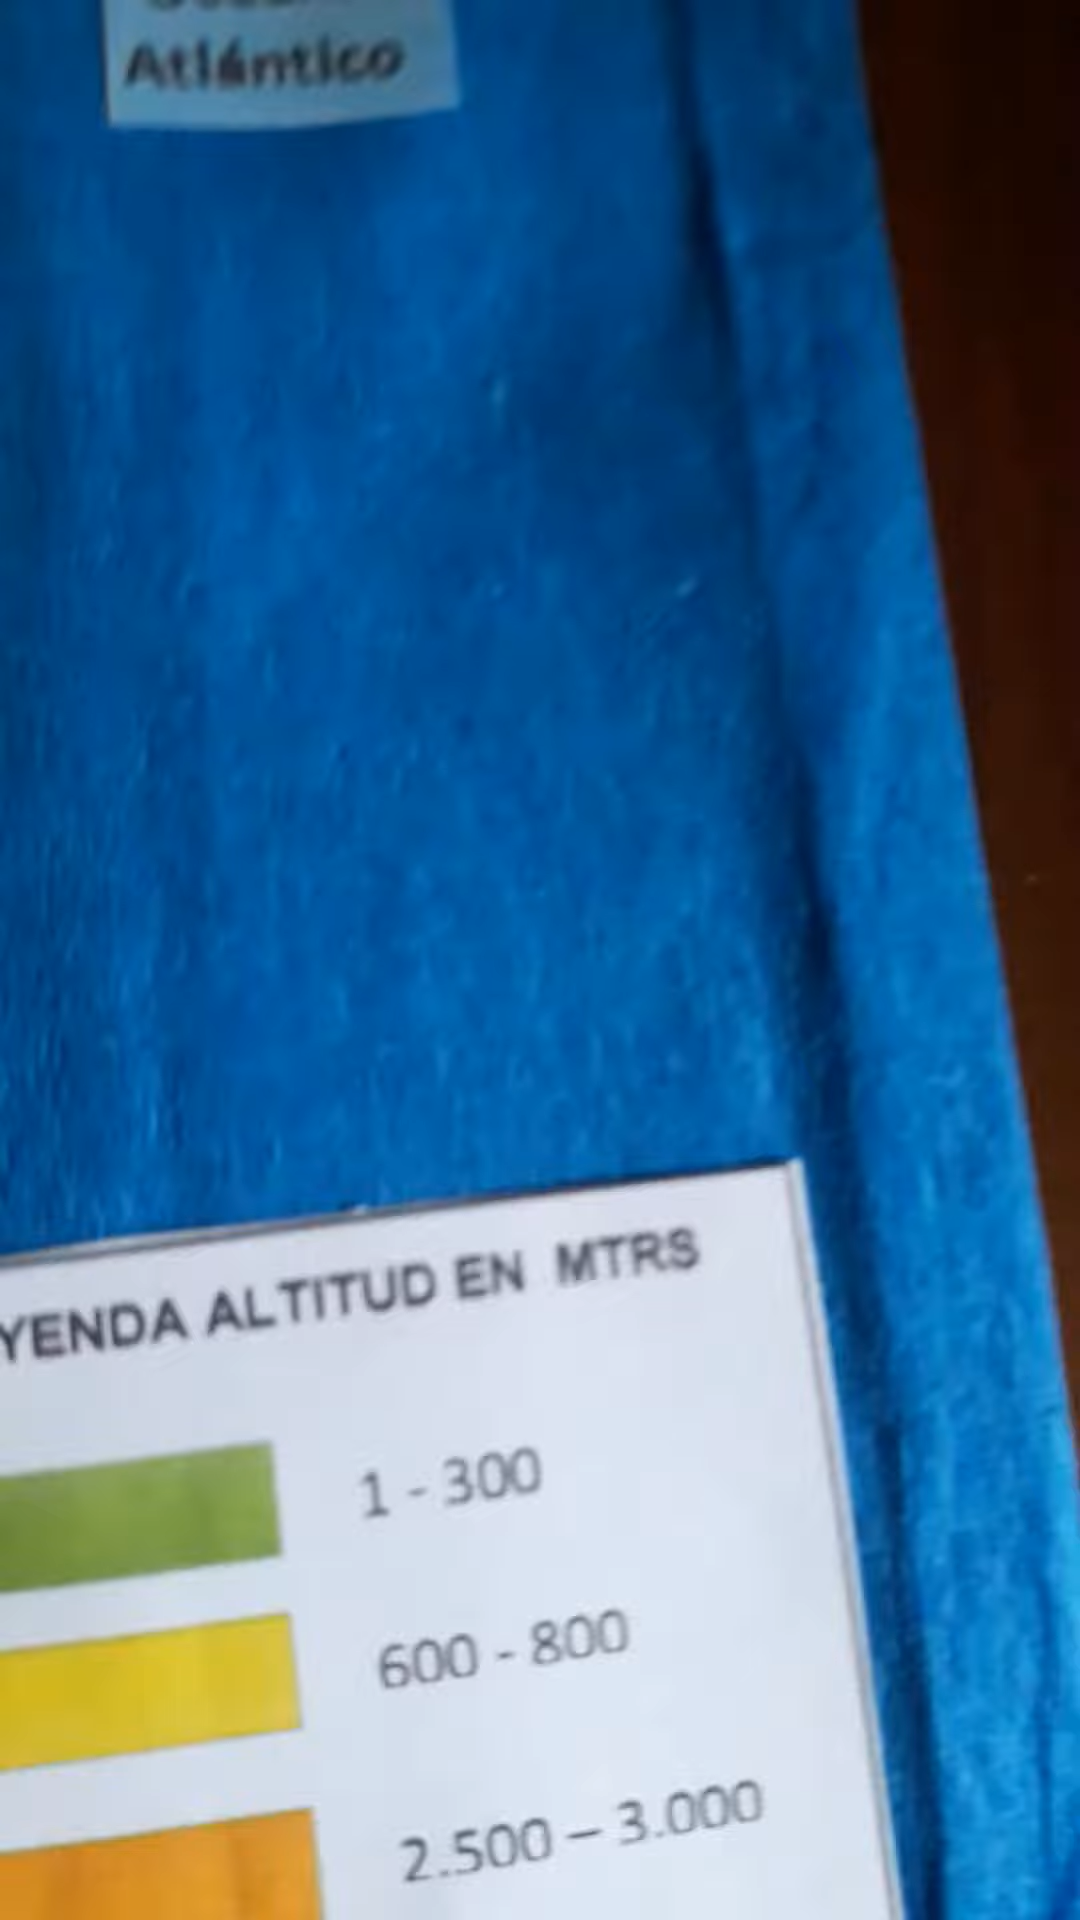 Atlántico
YENDA ALTITUD EN MTRS
1 - 300
600 - 800
2.500 – 3.000